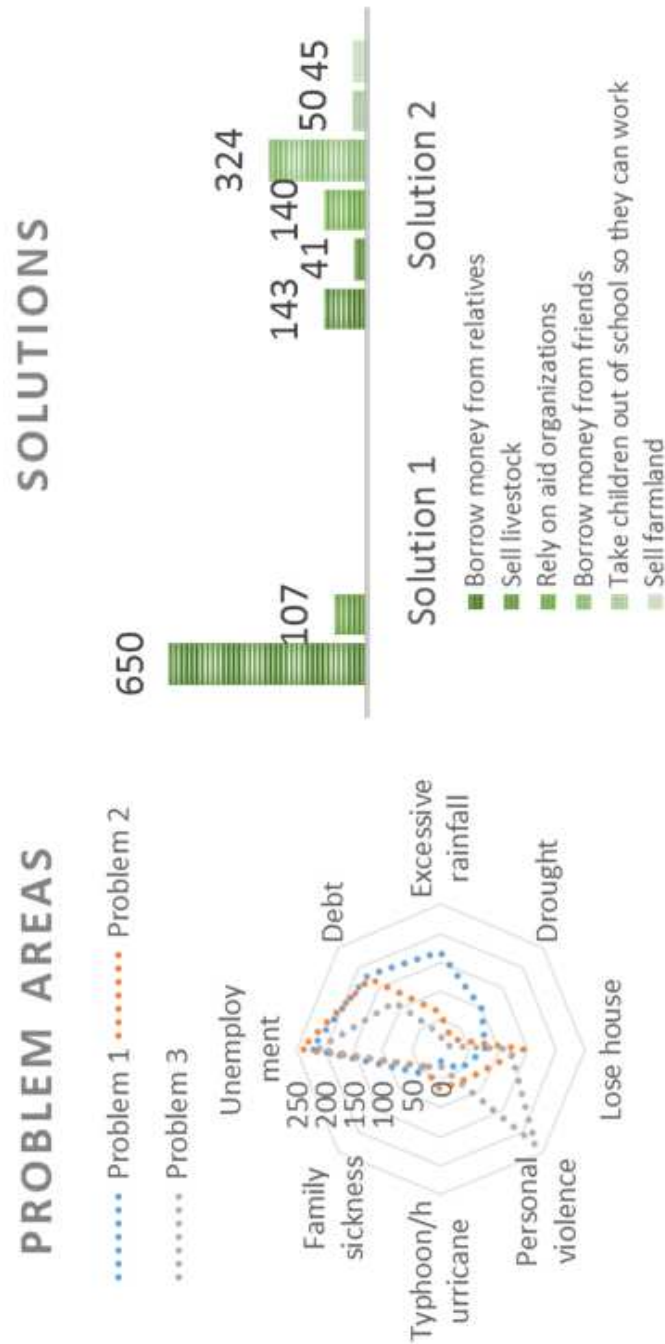 PROBLEM AREAS
Problem 1
Problem 2
Problem 3
Unemploy
ment
Debt
Excessive
rainfall
Drought
Lose house
Personal
violence
Typhoon/h
urricane
Family
sickness
250
200
150
100
50
0
SOLUTIONS
650
107
143
41
140
324
50
45
Solution 1
Solution 2
Borrow money from relatives
Sell livestock
Rely on aid organizations
Borrow money from friends
Take children out of school so they can work
Sell farmland